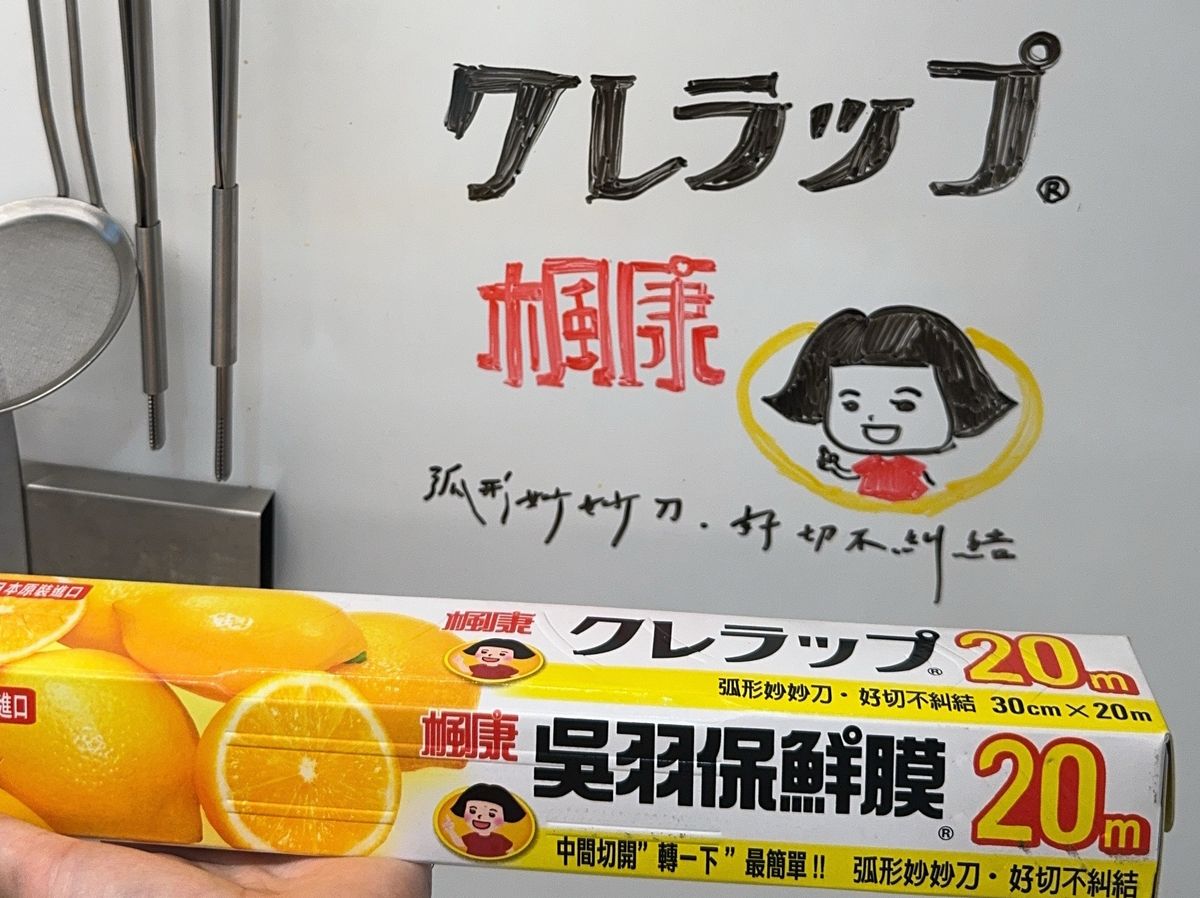 クレラップ®
楓康
弧形妙妙刀．好切不糾結
日本原裝進口
楓康 クレラップ® 20m
弧形妙妙刀・好切不糾結 30cm×20m
進口
楓康 吳羽保鮮膜® 20m
中間切開”轉一下”最簡單!! 弧形妙妙刀・好切不糾結